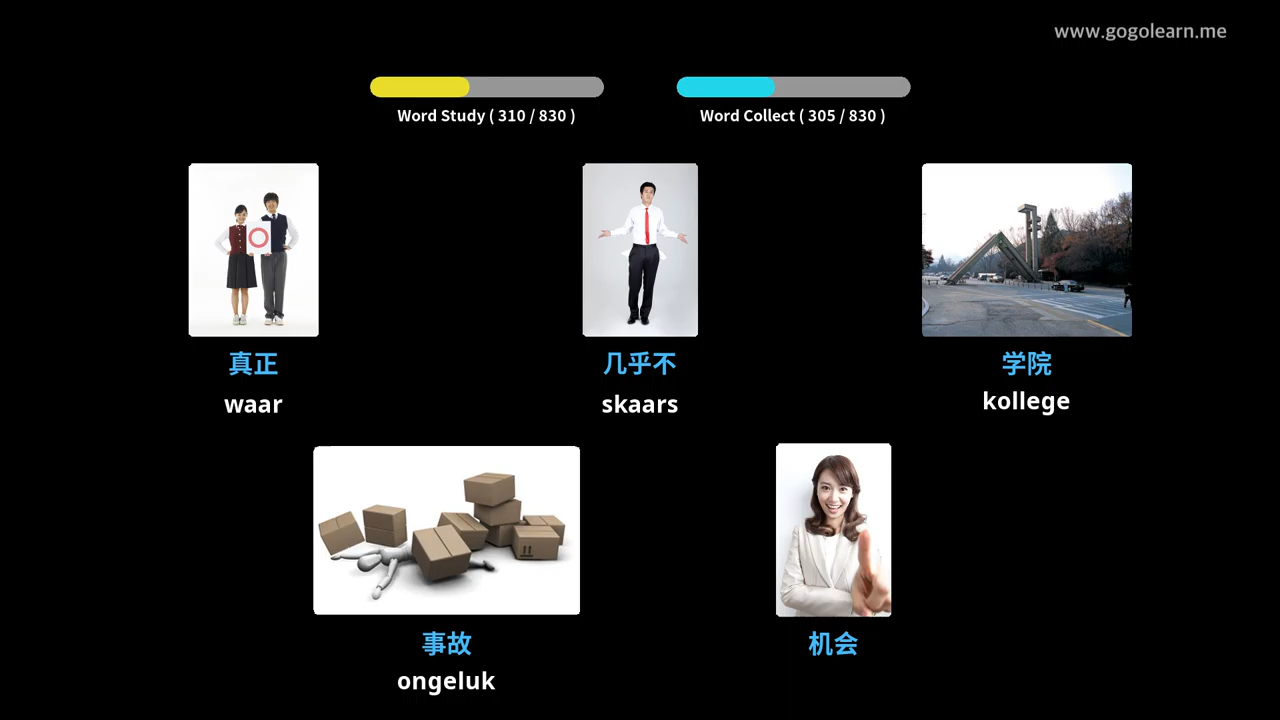 www.gogolearn.me
Word Study ( 310 / 830 )
Word Collect ( 305 / 830 )
真正
waar
几乎不
skaars
学院
kollege
事故
ongeluk
机会